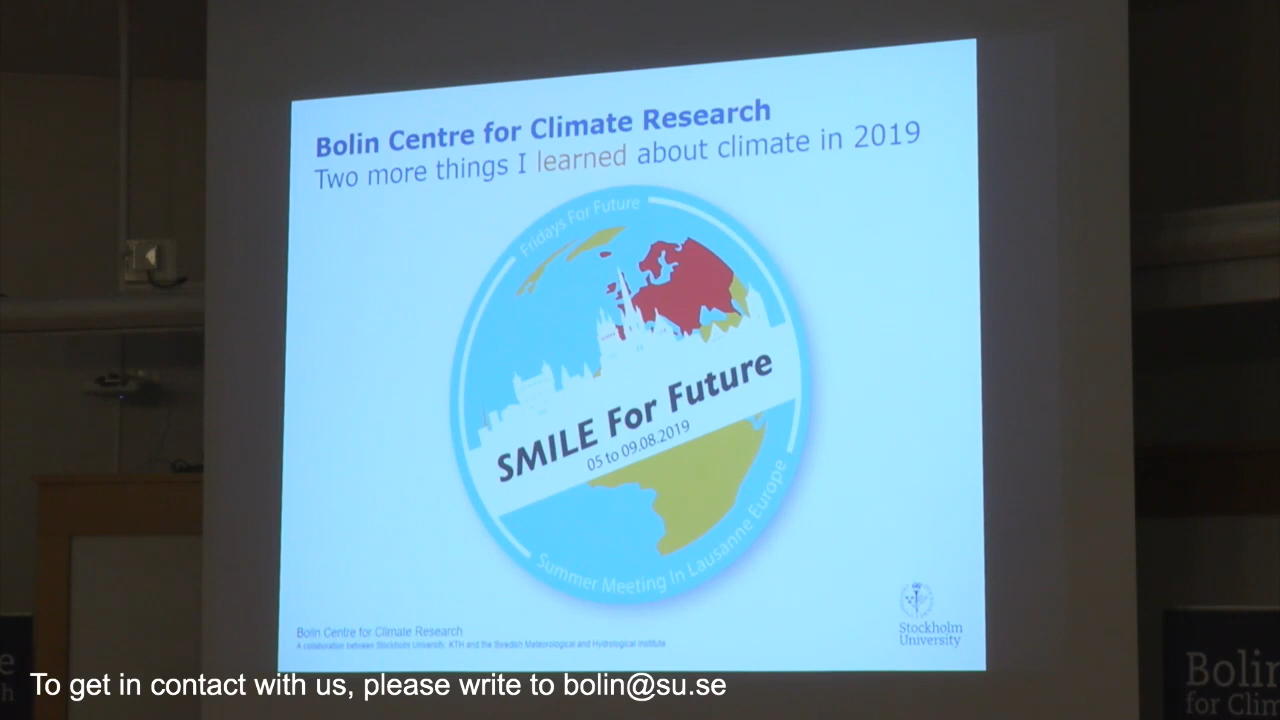 Bolin Centre for Climate Research
Two more things I learned about climate in 2019
Fridays For Future
SMILE For Future
05 to 09.08.2019
Summer Meeting In Lausanne Europe
Bolin Centre for Climate Research
A collaboration between Stockholm University, KTH and the Swedish Meteorological and Hydrological Institute
Stockholm
University
e
h
Bolin
for Clim
To get in contact with us, please write to bolin@su.se